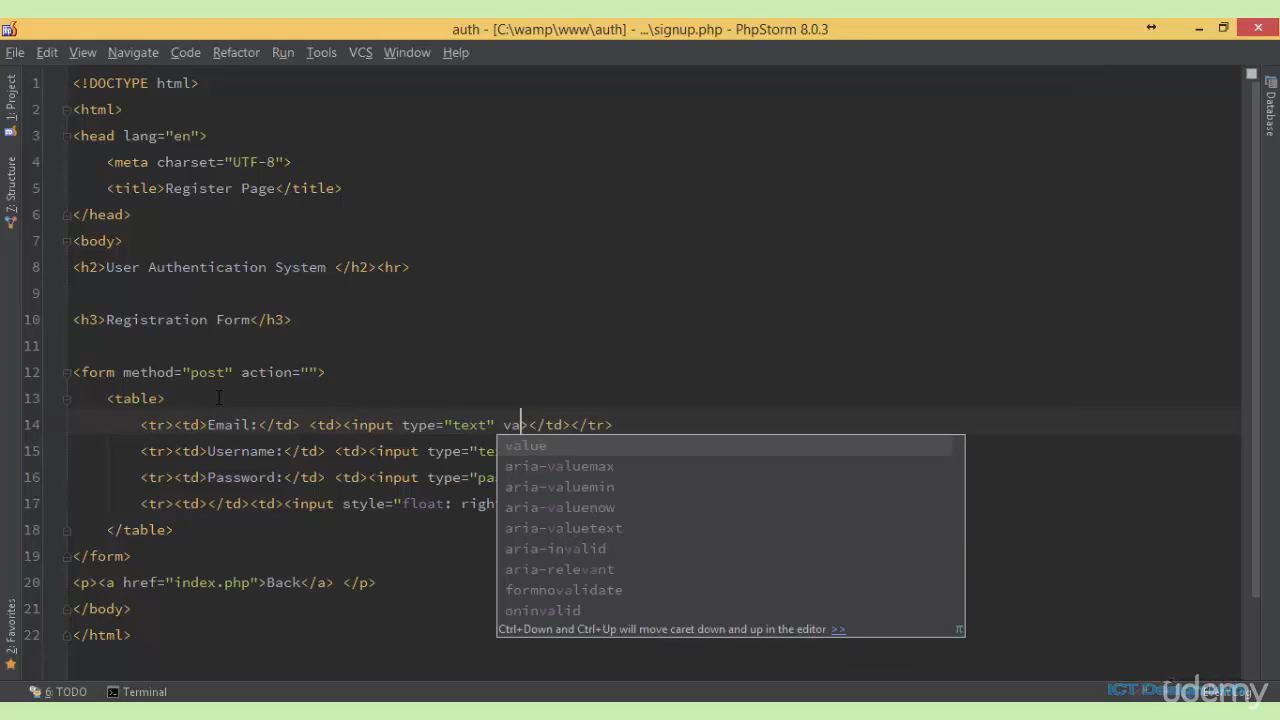 auth - [C:\wamp\www\auth] - ...\signup.php - PhpStorm 8.0.3
File Edit View Navigate Code Refactor Run Tools VCS Window Help
1: Project
7: Structure
2: Favorites
Database
1 <!DOCTYPE html>
2 <html>
3 <head lang="en">
4 <meta charset="UTF-8">
5 <title>Register Page</title>
6 </head>
7 <body>
8 <h2>User Authentication System </h2><hr>
9
10 <h3>Registration Form</h3>
11
12 <form method="post" action="">
13 <table>
14 <tr><td>Email:</td> <td><input type="text" va></td></tr>
15 <tr><td>Username:</td> <td><input type="te
16 <tr><td>Password:</td> <td><input type="pa
17 <tr><td></td><td><input style="float: righ
18 </table>
19 </form>
20 <p><a href="index.php">Back</a> </p>
21 </body>
22 </html>
value
aria-valuemax
aria-valuemin
aria-valuenow
aria-valuetext
aria-invalid
aria-relevant
formnovalidate
oninvalid
Ctrl+Down and Ctrl+Up will move caret down and up in the editor >> π
6: TODO Terminal
udemy